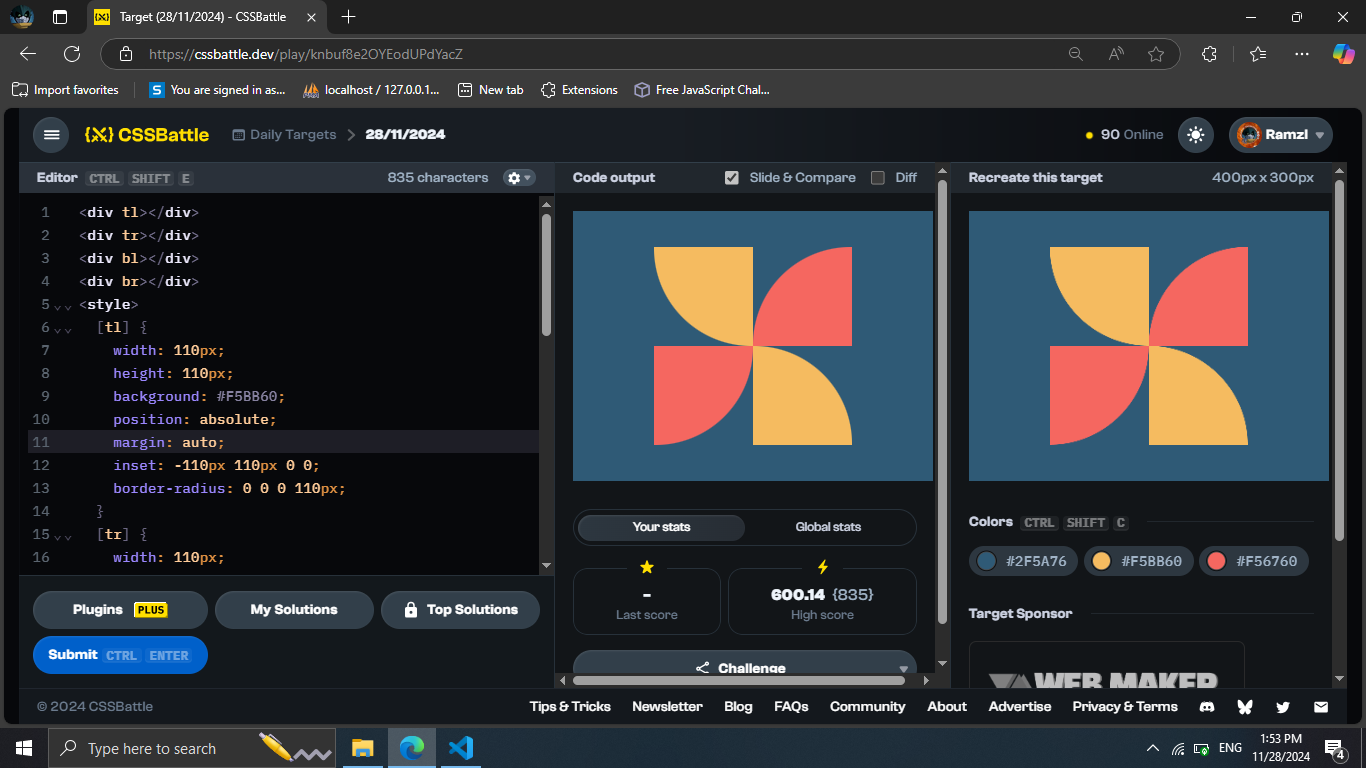 Target (28/11/2024) - CSSBattle
https://cssbattle.dev/play/knbuf8e2OYEodUPdYacZ
Import favorites
You are signed in as...
localhost / 127.0.0.1...
New tab
Extensions
Free JavaScript Chal...
{X} CSSBattle
Daily Targets > 28/11/2024
90 Online
Ramzl
Editor CTRL SHIFT E
835 characters
1 <div tl></div>
2 <div tr></div>
3 <div bl></div>
4 <div br></div>
5 <style>
6 [tl] {
7 width: 110px;
8 height: 110px;
9 background: #F5BB60;
10 position: absolute;
11 margin: auto;
12 inset: -110px 110px 0 0;
13 border-radius: 0 0 0 110px;
14 }
15 [tr] {
16 width: 110px;
Plugins PLUS
My Solutions
Top Solutions
Submit CTRL ENTER
Code output
Slide & Compare
Diff
Your stats
Global stats
-
Last score
600.14 {835}
High score
Challenge
Recreate this target
400px x 300px
Colors CTRL SHIFT C
#2F5A76
#F5BB60
#F56760
Target Sponsor
WEB MAKER
© 2024 CSSBattle
Tips & Tricks
Newsletter
Blog
FAQs
Community
About
Advertise
Privacy & Terms
Type here to search
ENG
1:53 PM
11/28/2024
4